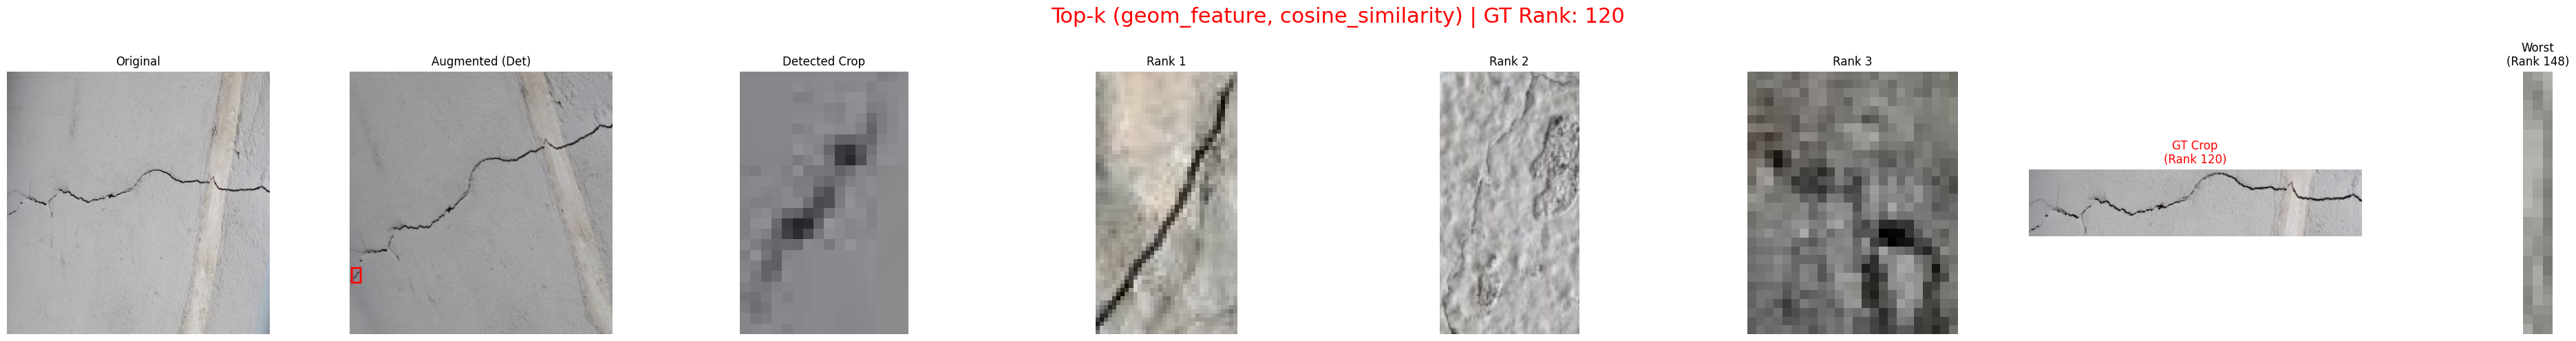 Top-k (geom_feature, cosine_similarity) | GT Rank: 120
Original
Augmented (Det)
Detected Crop
Rank 1
Rank 2
Rank 3
GT Crop
(Rank 120)
Worst
(Rank 148)